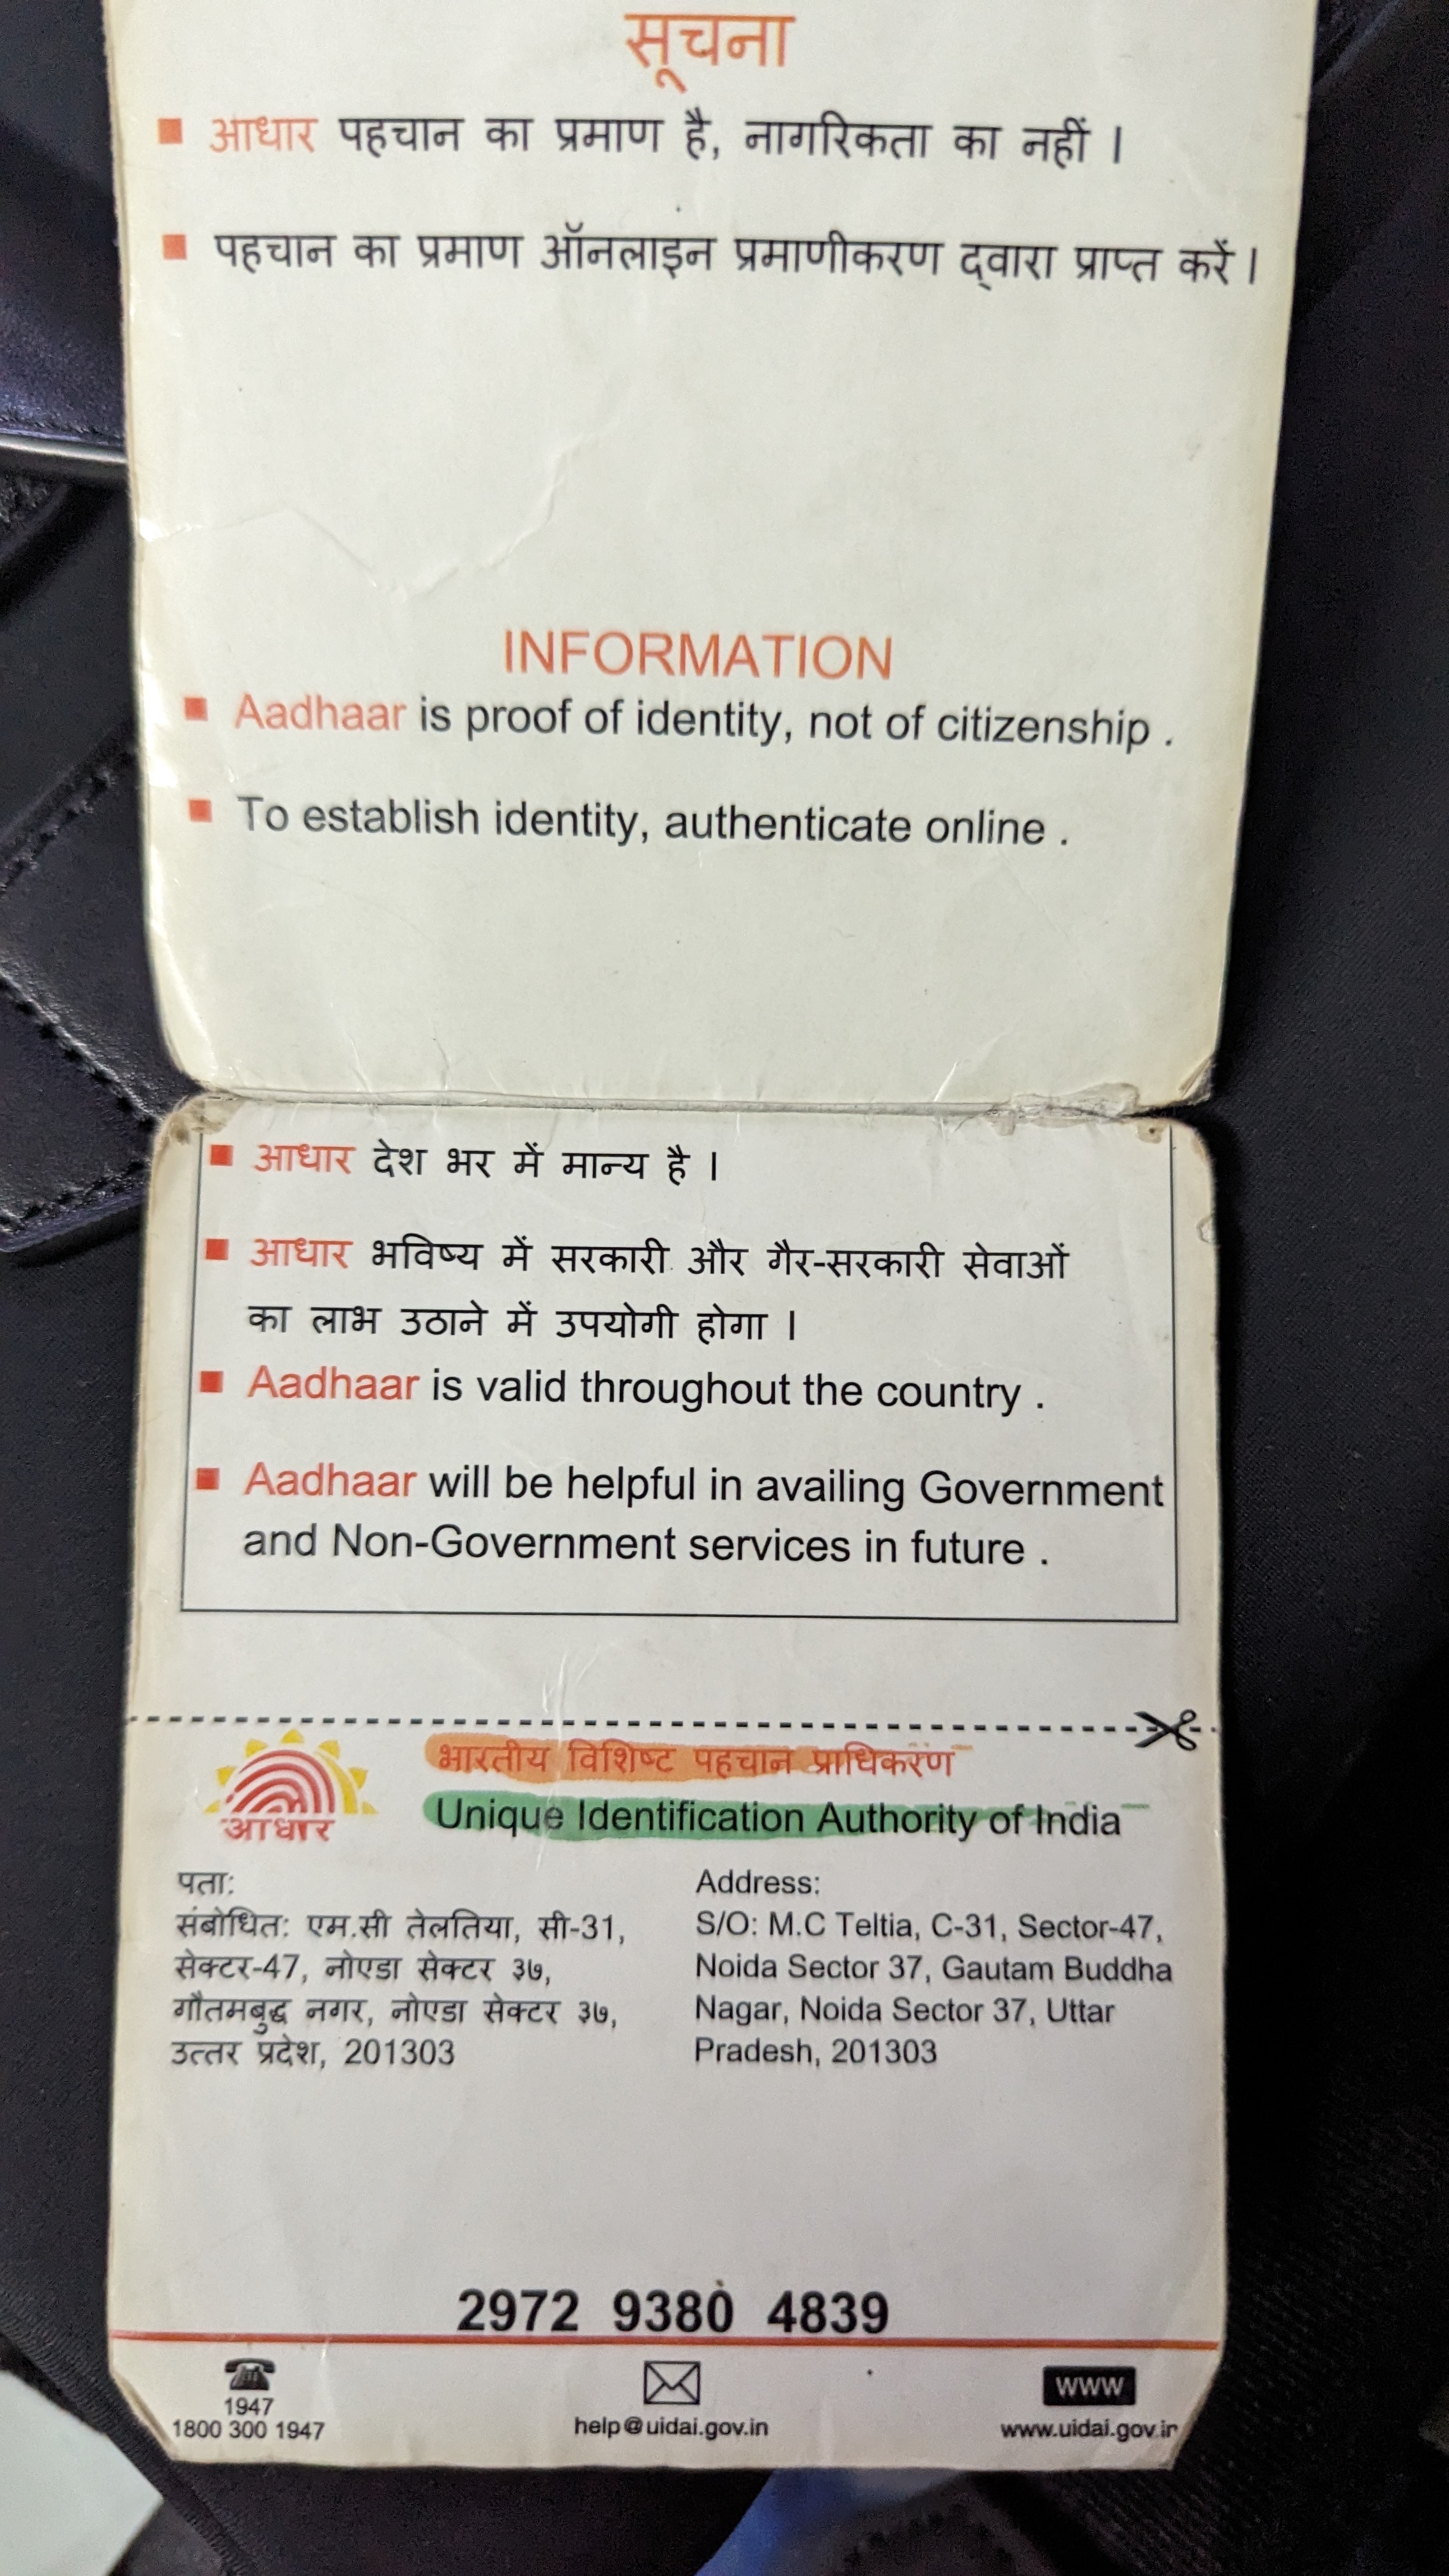 सूचना
■ आधार पहचान का प्रमाण है, नागरिकता का नहीं ।
■ पहचान का प्रमाण ऑनलाइन प्रमाणीकरण द्वारा प्राप्त करें ।
INFORMATION
■ Aadhaar is proof of identity, not of citizenship .
■ To establish identity, authenticate online .
■ आधार देश भर में मान्य है ।
■ आधार भविष्य में सरकारी और गैर-सरकारी सेवाओं
का लाभ उठाने में उपयोगी होगा ।
■ Aadhaar is valid throughout the country .
■ Aadhaar will be helpful in availing Government
and Non-Government services in future .
भारतीय विशिष्ट पहचान प्राधिकरण
Unique Identification Authority of India
आधार
पता:
संबोधित: एम.सी तेलतिया, सी-31,
सेक्टर-47, नोएडा सेक्टर ३७,
गौतमबुद्ध नगर, नोएडा सेक्टर ३७,
उत्तर प्रदेश, 201303
Address:
S/O: M.C Teltia, C-31, Sector-47,
Noida Sector 37, Gautam Buddha
Nagar, Noida Sector 37, Uttar
Pradesh, 201303
2972 9380 4839
1947
1800 300 1947
help@uidai.gov.in
www
www.uidai.gov.in